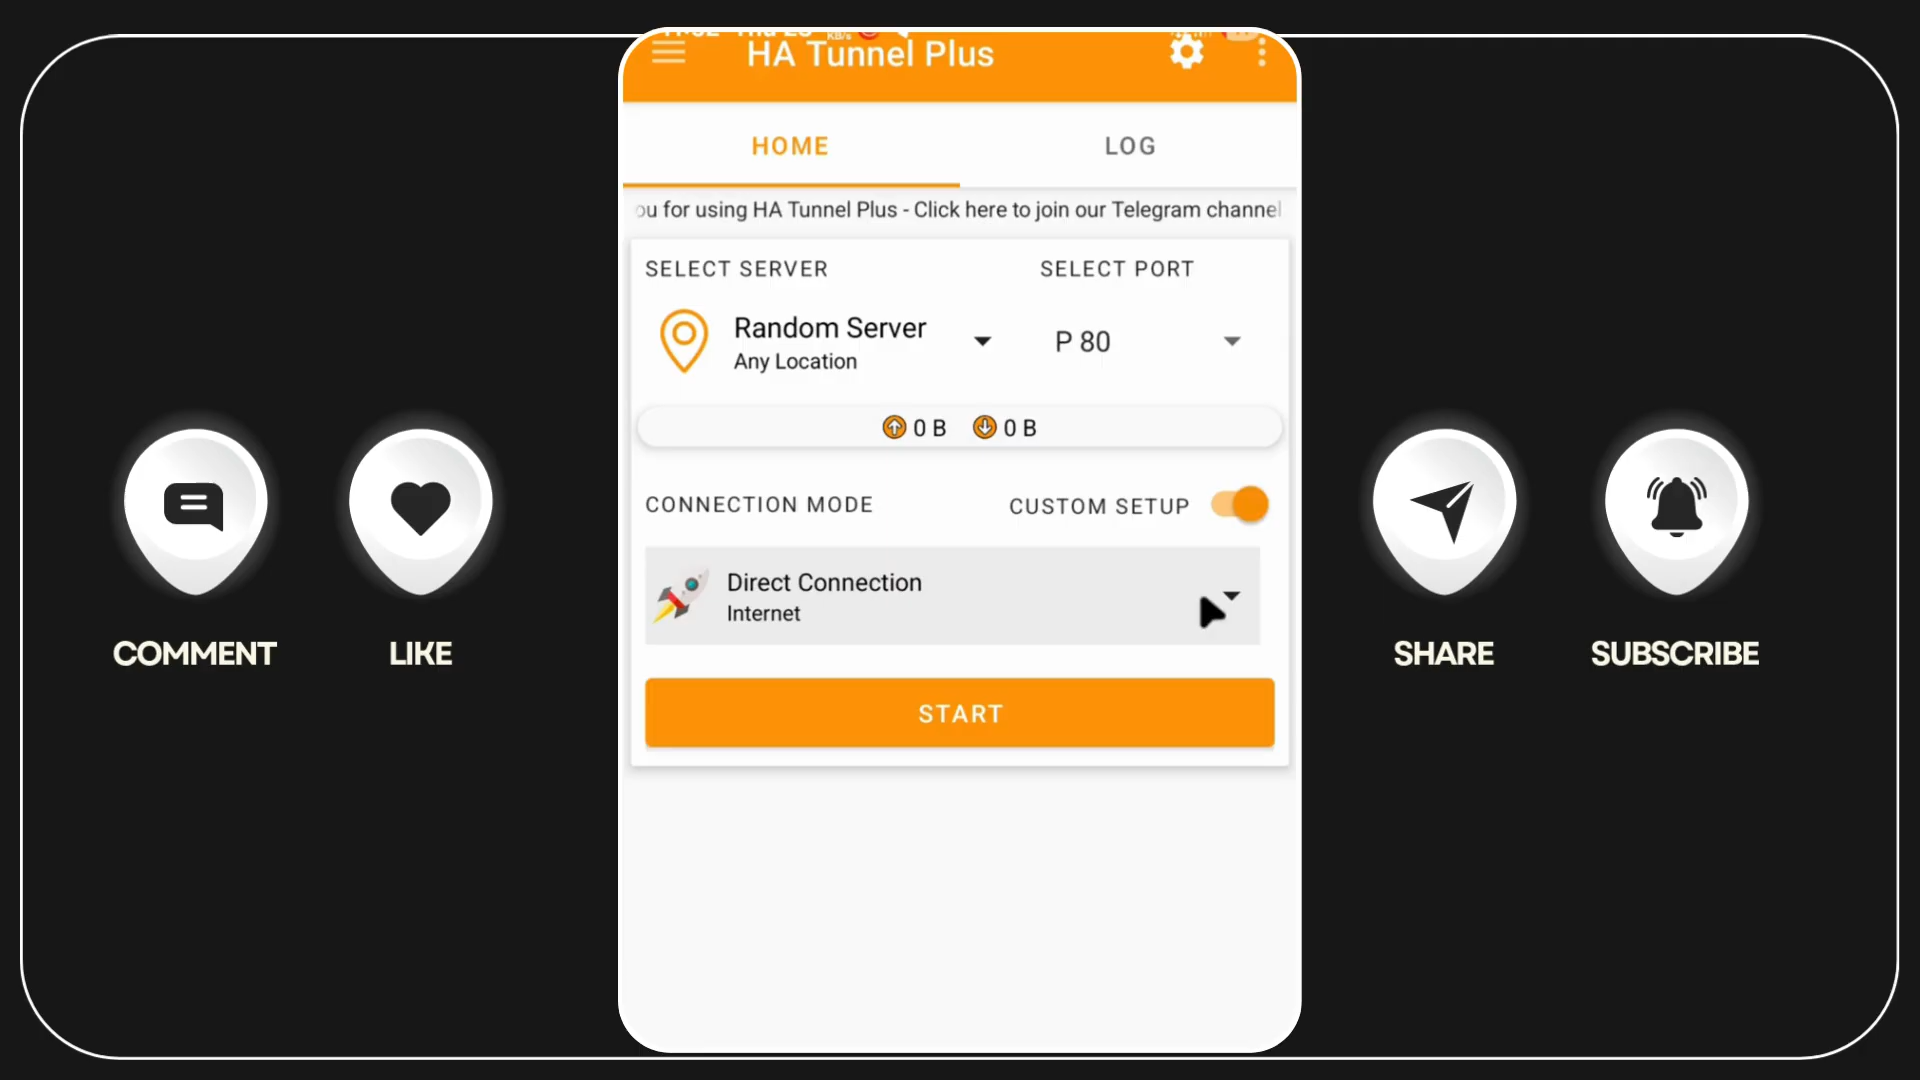 HA Tunnel Plus
HOME
LOG
ou for using HA Tunnel Plus - Click here to join our Telegram channel
SELECT SERVER
SELECT PORT
Random Server
Any Location
P 80
0 B
0 B
CONNECTION MODE
CUSTOM SETUP
Direct Connection
Internet
START
COMMENT
LIKE
SHARE
SUBSCRIBE